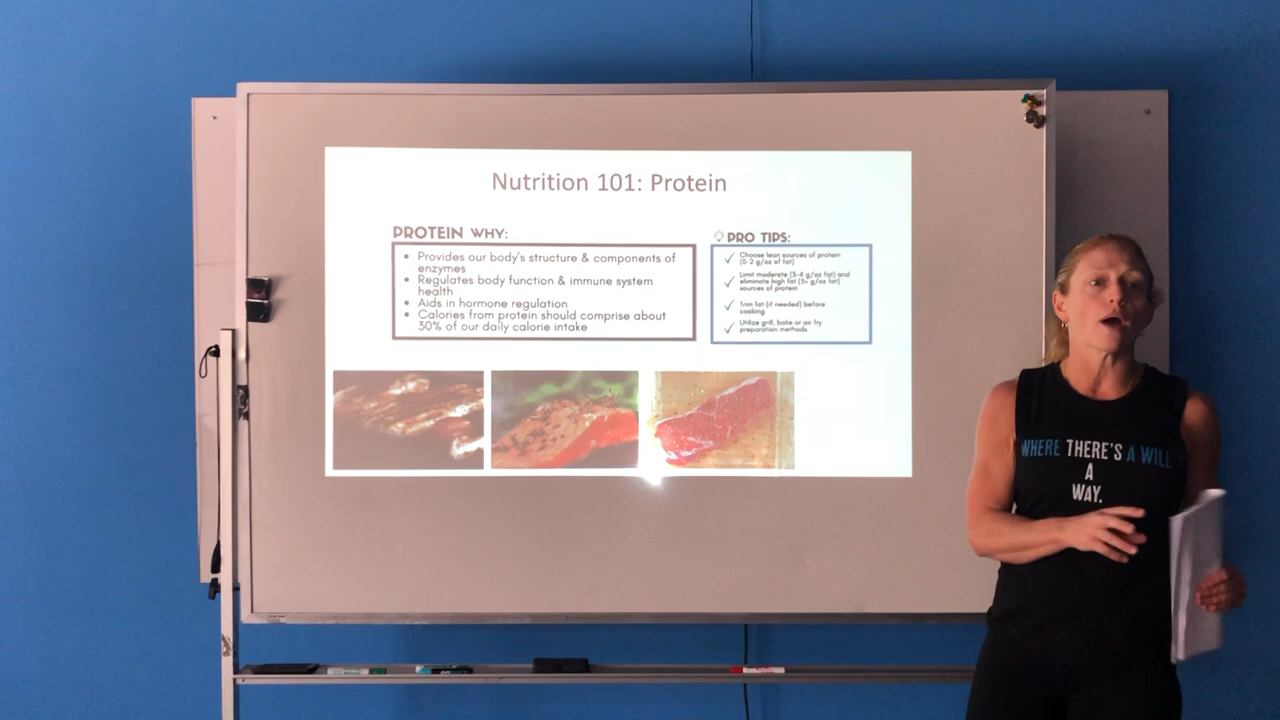 Nutrition 101: Protein
PROTEIN WHY:
• Provides our body's structure & components of
enzymes
• Regulates body function & immune system
health
• Aids in hormone regulation
• Calories from protein should comprise about
30% of our daily calorie intake
PRO TIPS:
✓ Choose lean sources of protein
(0-2 g/oz of fat)
✓ Limit moderate (3-4 g/oz fat) and
eliminate high fat (5+ g/oz fat)
sources of protein
✓ Trim fat (if needed) before
cooking
✓ Utilize grill, bake or air fry
preparation methods
WHERE THERE'S A WILL
A
WAY.